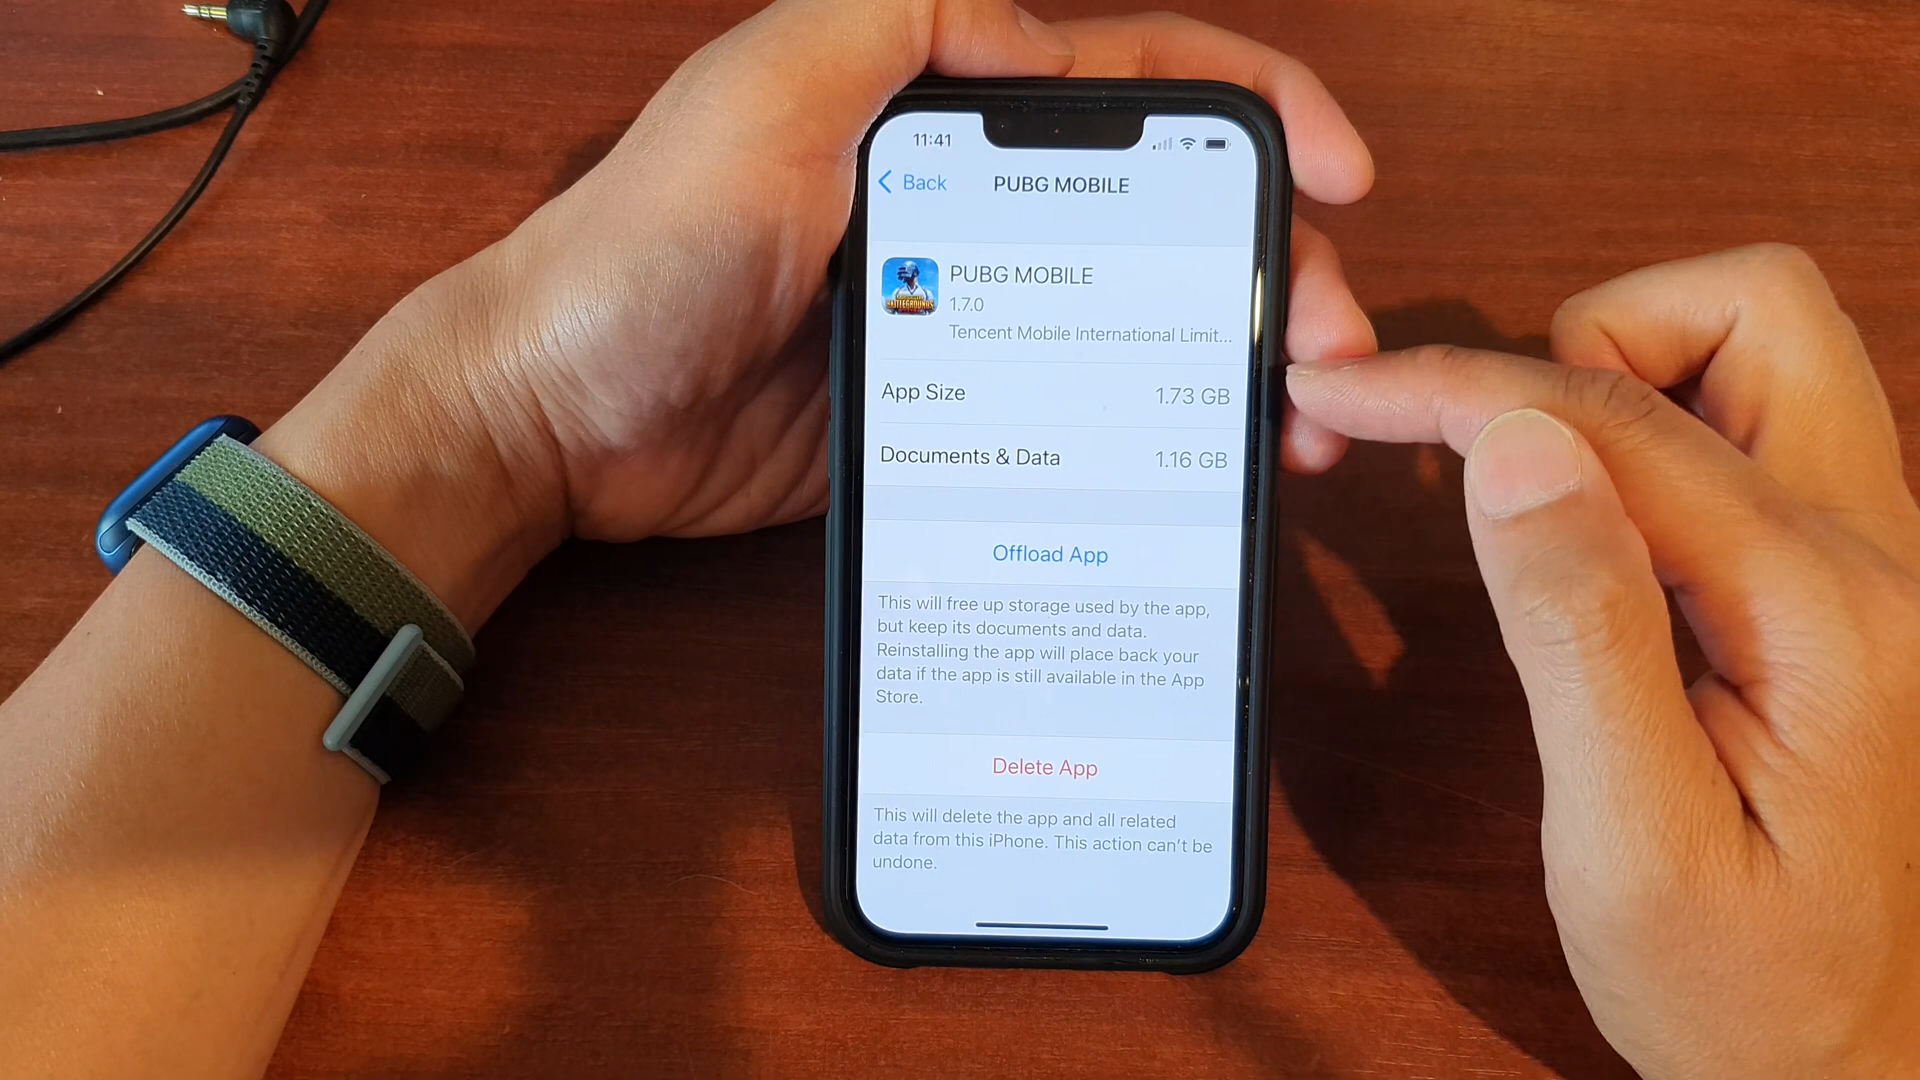 11:41
Back
PUBG MOBILE
PUBG MOBILE
1.7.0
Tencent Mobile International Limit...
App Size
1.73 GB
Documents & Data
1.16 GB
Offload App
This will free up storage used by the app,
but keep its documents and data.
Reinstalling the app will place back your
data if the app is still available in the App
Store.
Delete App
This will delete the app and all related
data from this iPhone. This action can't be
undone.